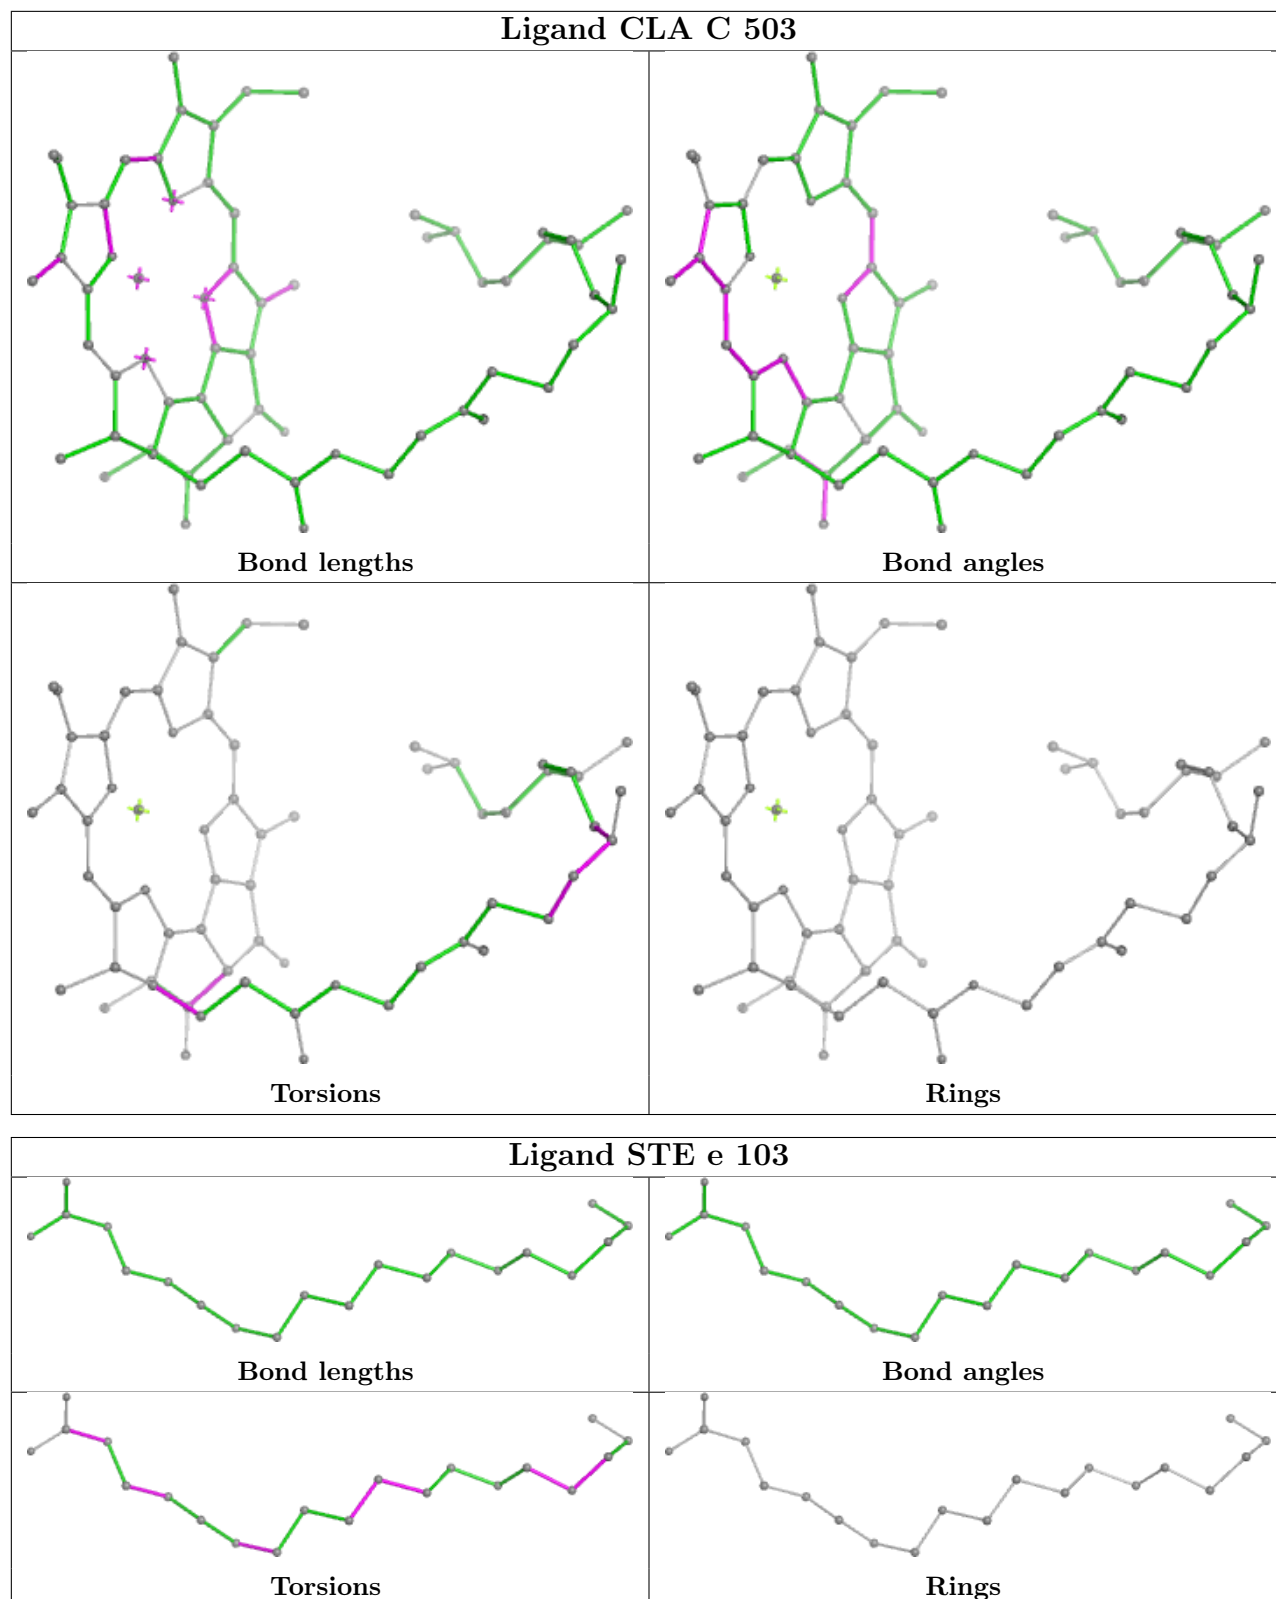 Ligand CLA C 503
Bond lengths
Bond angles
Torsions
Rings
Ligand STE e 103
Bond lengths
Bond angles
Torsions
Rings